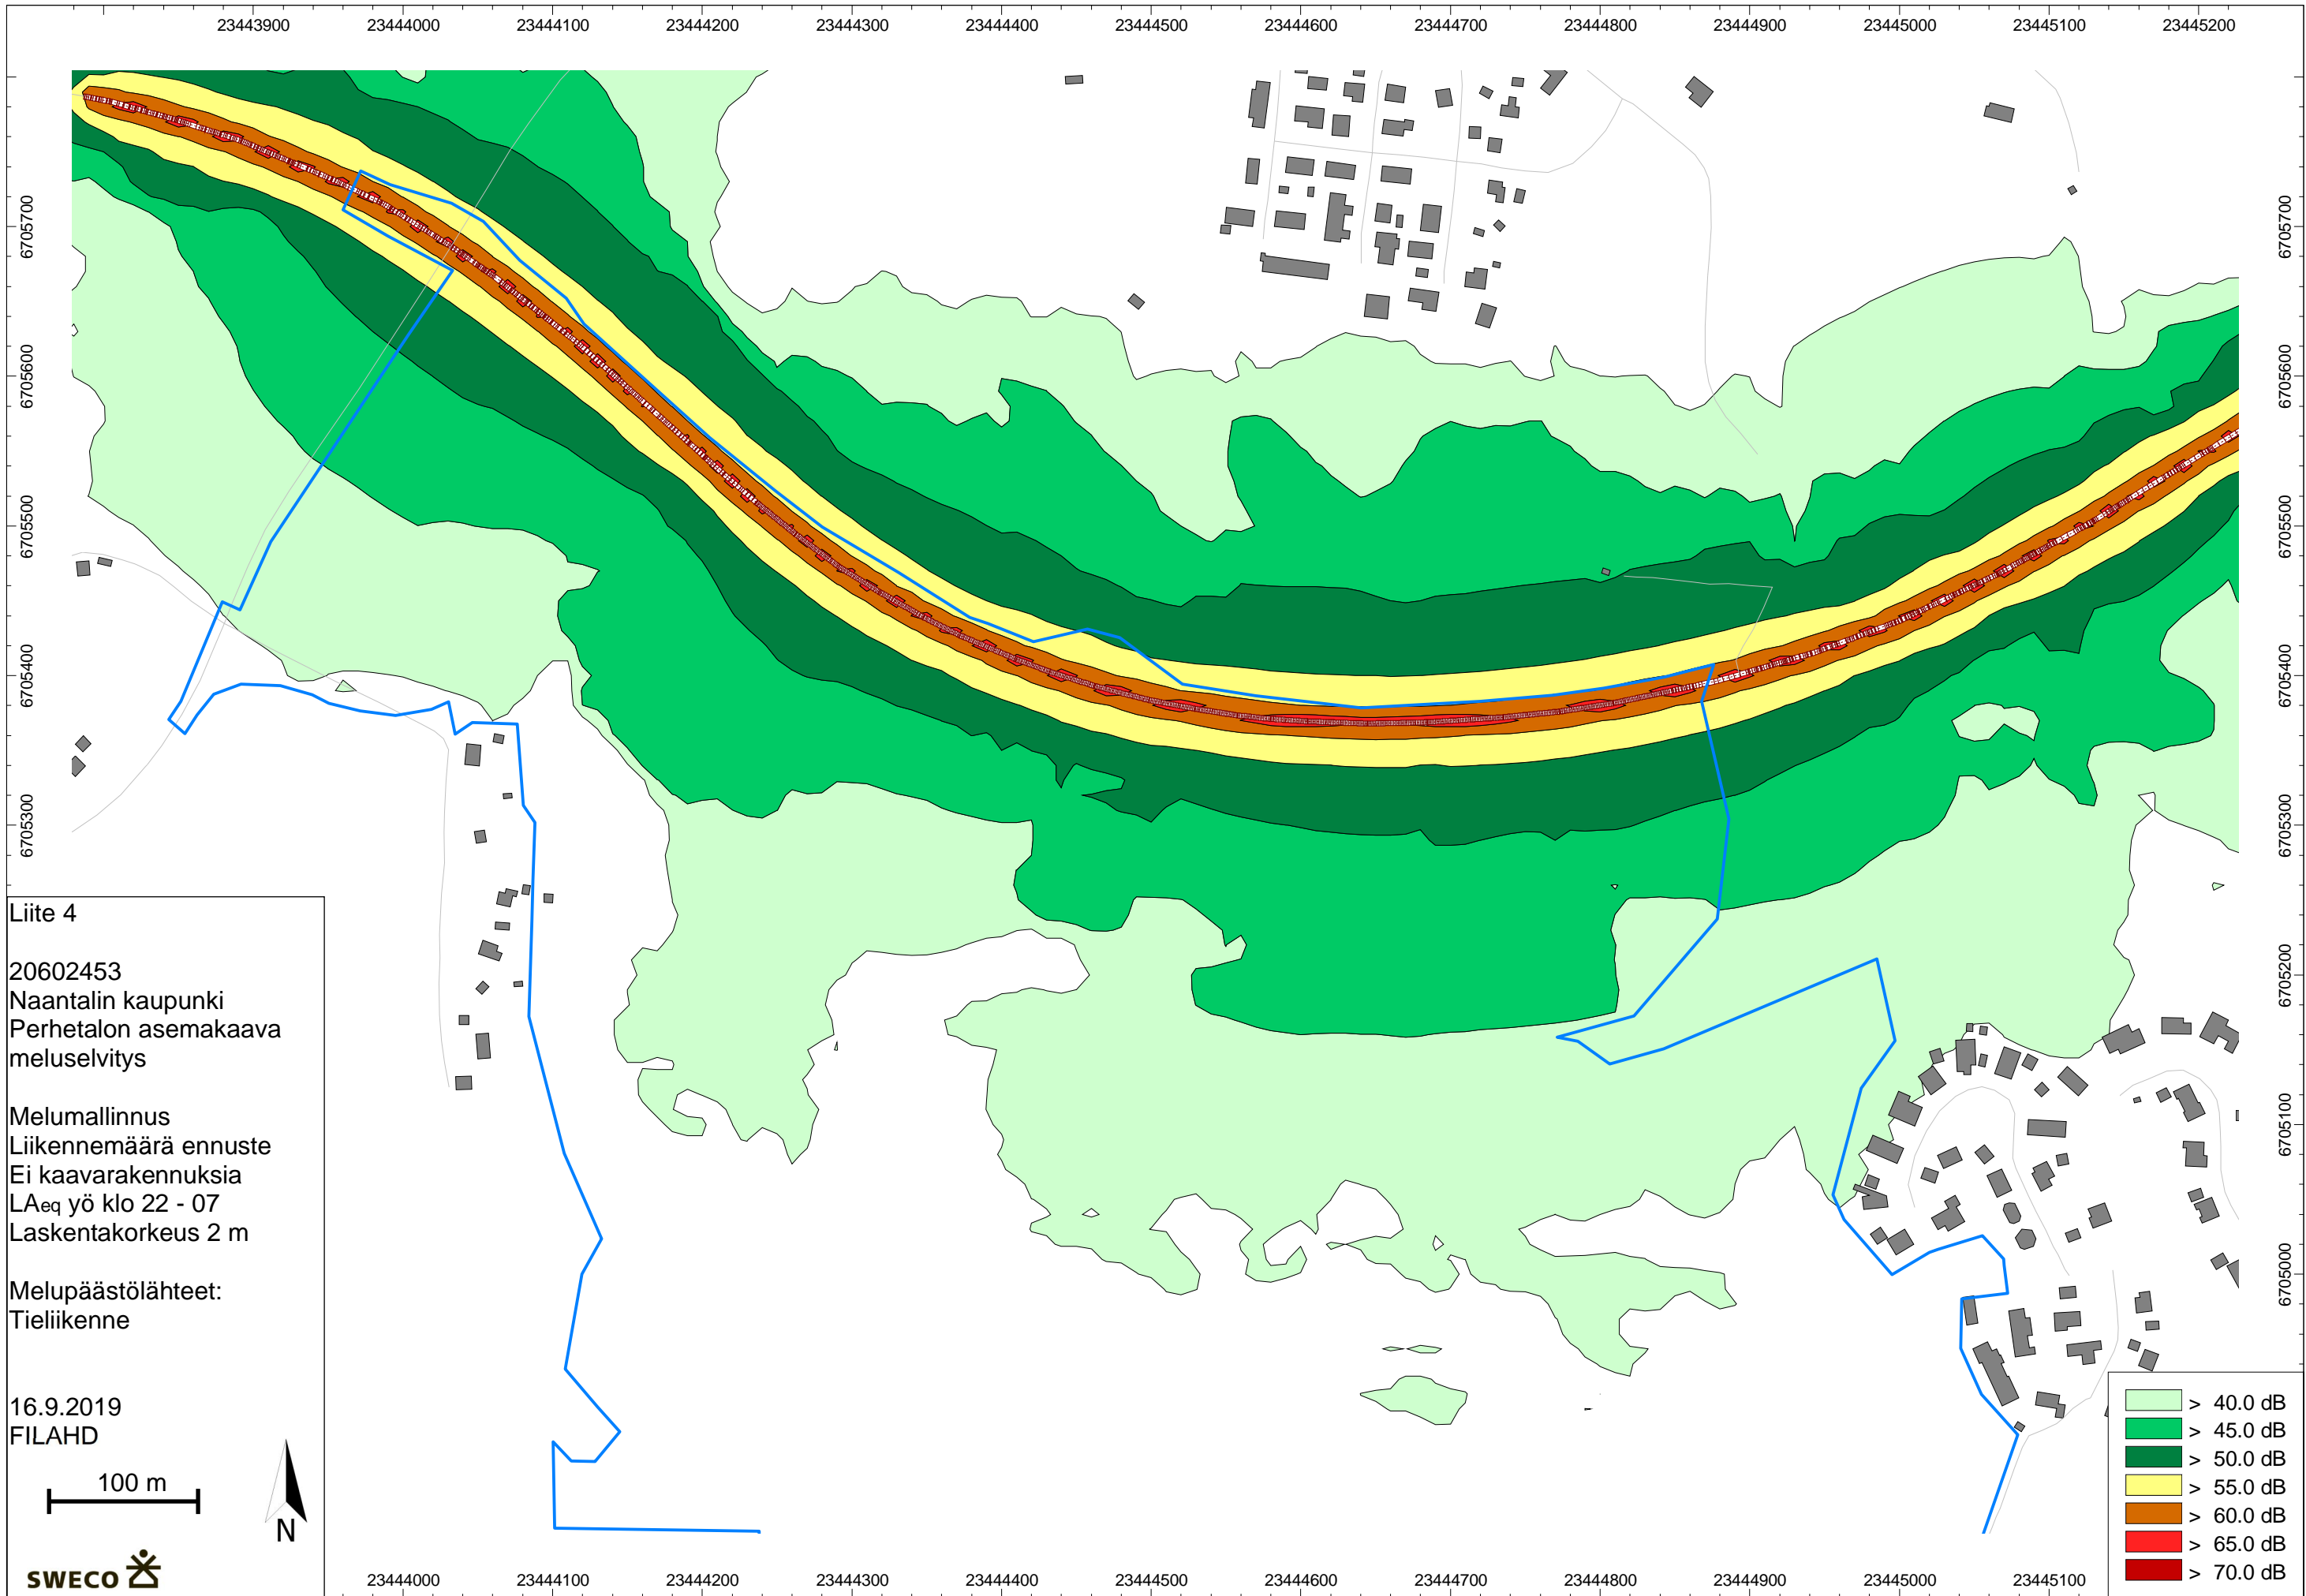 23443900 23444000 23444100 23444200 23444300 23444400 23444500 23444600 23444700 23444800 23444900 23445000 23445100 23445200
6705700 6705700
6705600 6705600
6705500 6705500
6705400 6705400
6705300 6705300
6705200
6705100
6705000
Liite 4
20602453
Naantalin kaupunki
Perhetalon asemakaava
meluselvitys
Melumallinnus
Liikennemäärä ennuste
Ei kaavarakennuksia
LAeq yö klo 22 - 07
Laskentakorkeus 2 m
Melupäästölähteet:
Tieliikenne
16.9.2019
FILAHD
100 m
N
SWECO
> 40.0 dB
> 45.0 dB
> 50.0 dB
> 55.0 dB
> 60.0 dB
> 65.0 dB
> 70.0 dB
23444000 23444100 23444200 23444300 23444400 23444500 23444600 23444700 23444800 23444900 23445000 23445100